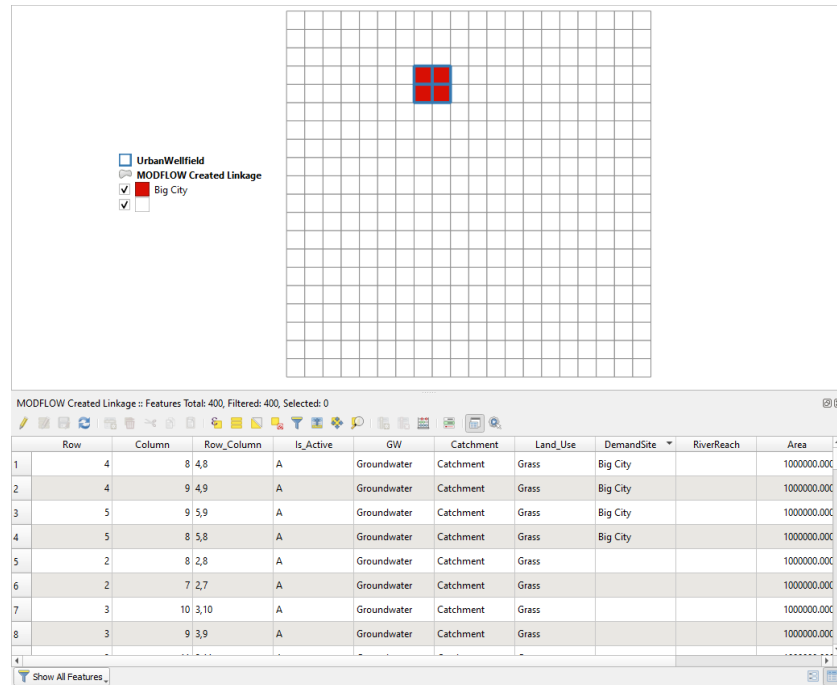 UrbanWellfield
MODFLOW Created Linkage
Big City
MODFLOW Created Linkage :: Features Total: 400, Filtered: 400, Selected: 0
Row Column Row_Column Is_Active GW Catchment Land_Use DemandSite RiverReach Area
1 4 8 4,8 A Groundwater Catchment Grass Big City 1000000.000
2 4 9 4,9 A Groundwater Catchment Grass Big City 1000000.000
3 5 9 5,9 A Groundwater Catchment Grass Big City 1000000.000
4 5 8 5,8 A Groundwater Catchment Grass Big City 1000000.000
5 2 8 2,8 A Groundwater Catchment Grass 1000000.000
6 2 7 2,7 A Groundwater Catchment Grass 1000000.000
7 3 10 3,10 A Groundwater Catchment Grass 1000000.000
8 3 9 3,9 A Groundwater Catchment Grass 1000000.000
Show All Features